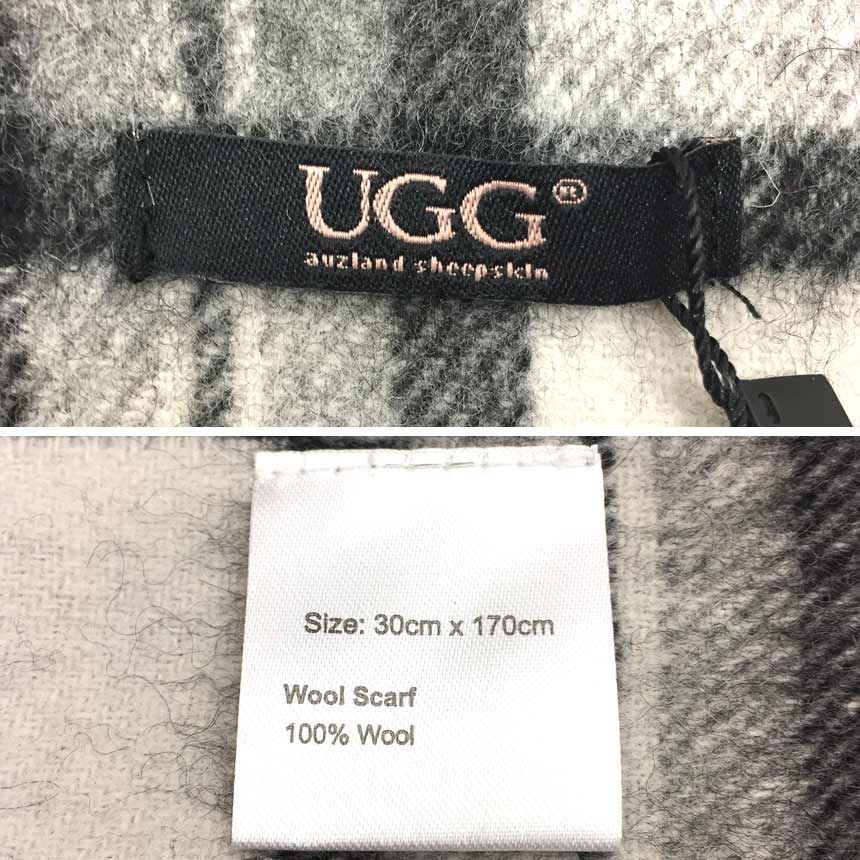 UGG®
auzland sheepskin
Size: 30cm x 170cm
Wool Scarf
100% Wool